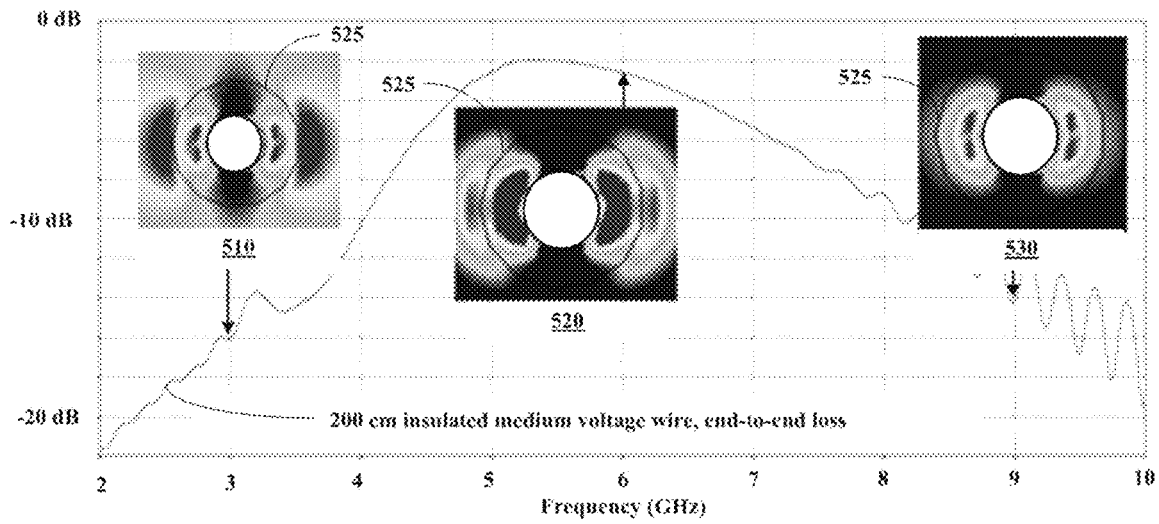 0 dB
525
525
525
-10 dB
510
520
530
-20 dB
200 cm insulated medium voltage wire, end-to-end loss
2 3 4 5 6 7 8 9 10
Frequency (GHz)